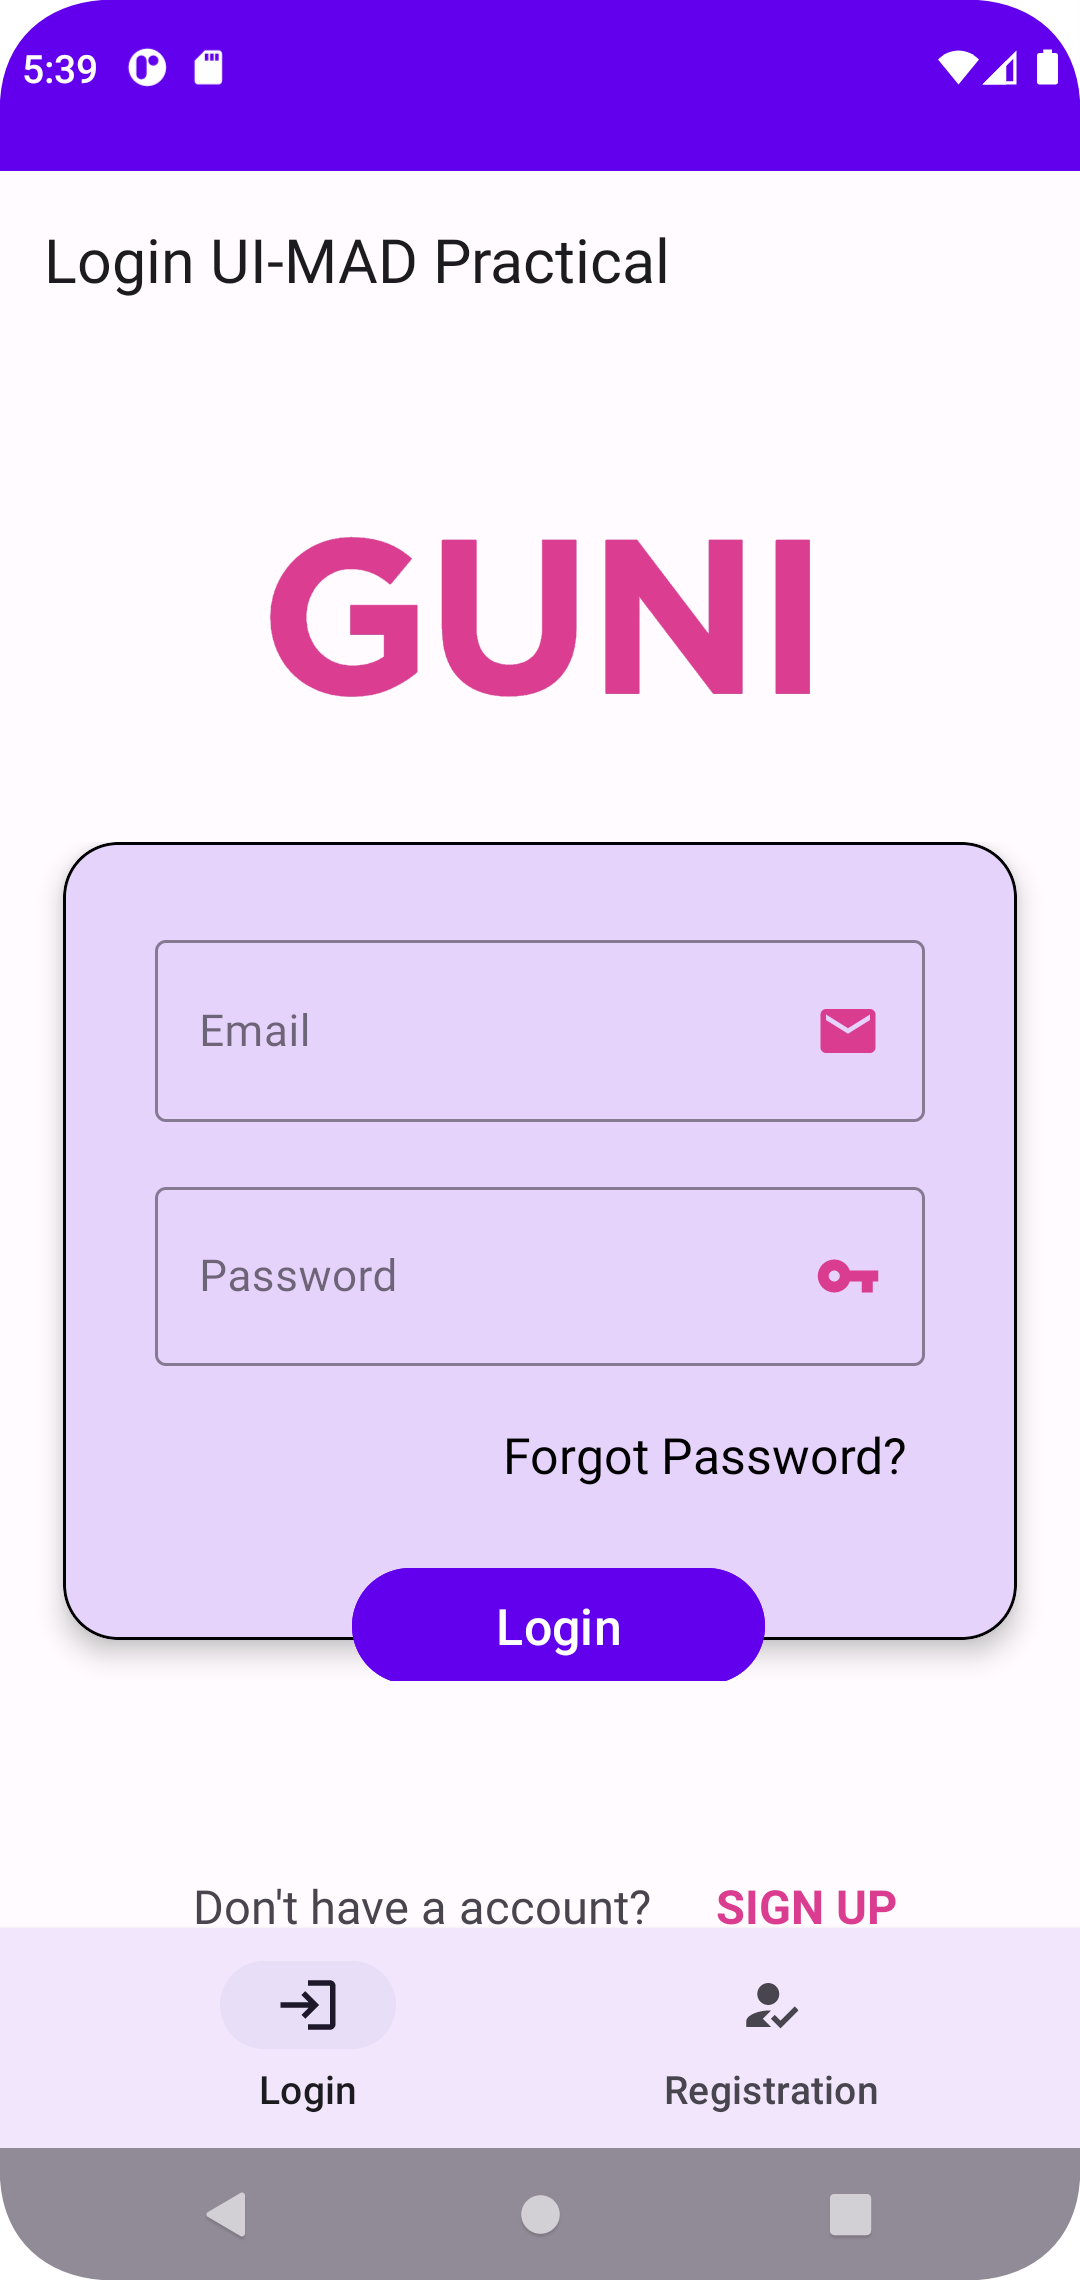 5:39
Login UI-MAD Practical
GUNI
Email
Password
Forgot Password?
Login
Don't have a account? SIGN UP
Login Registration